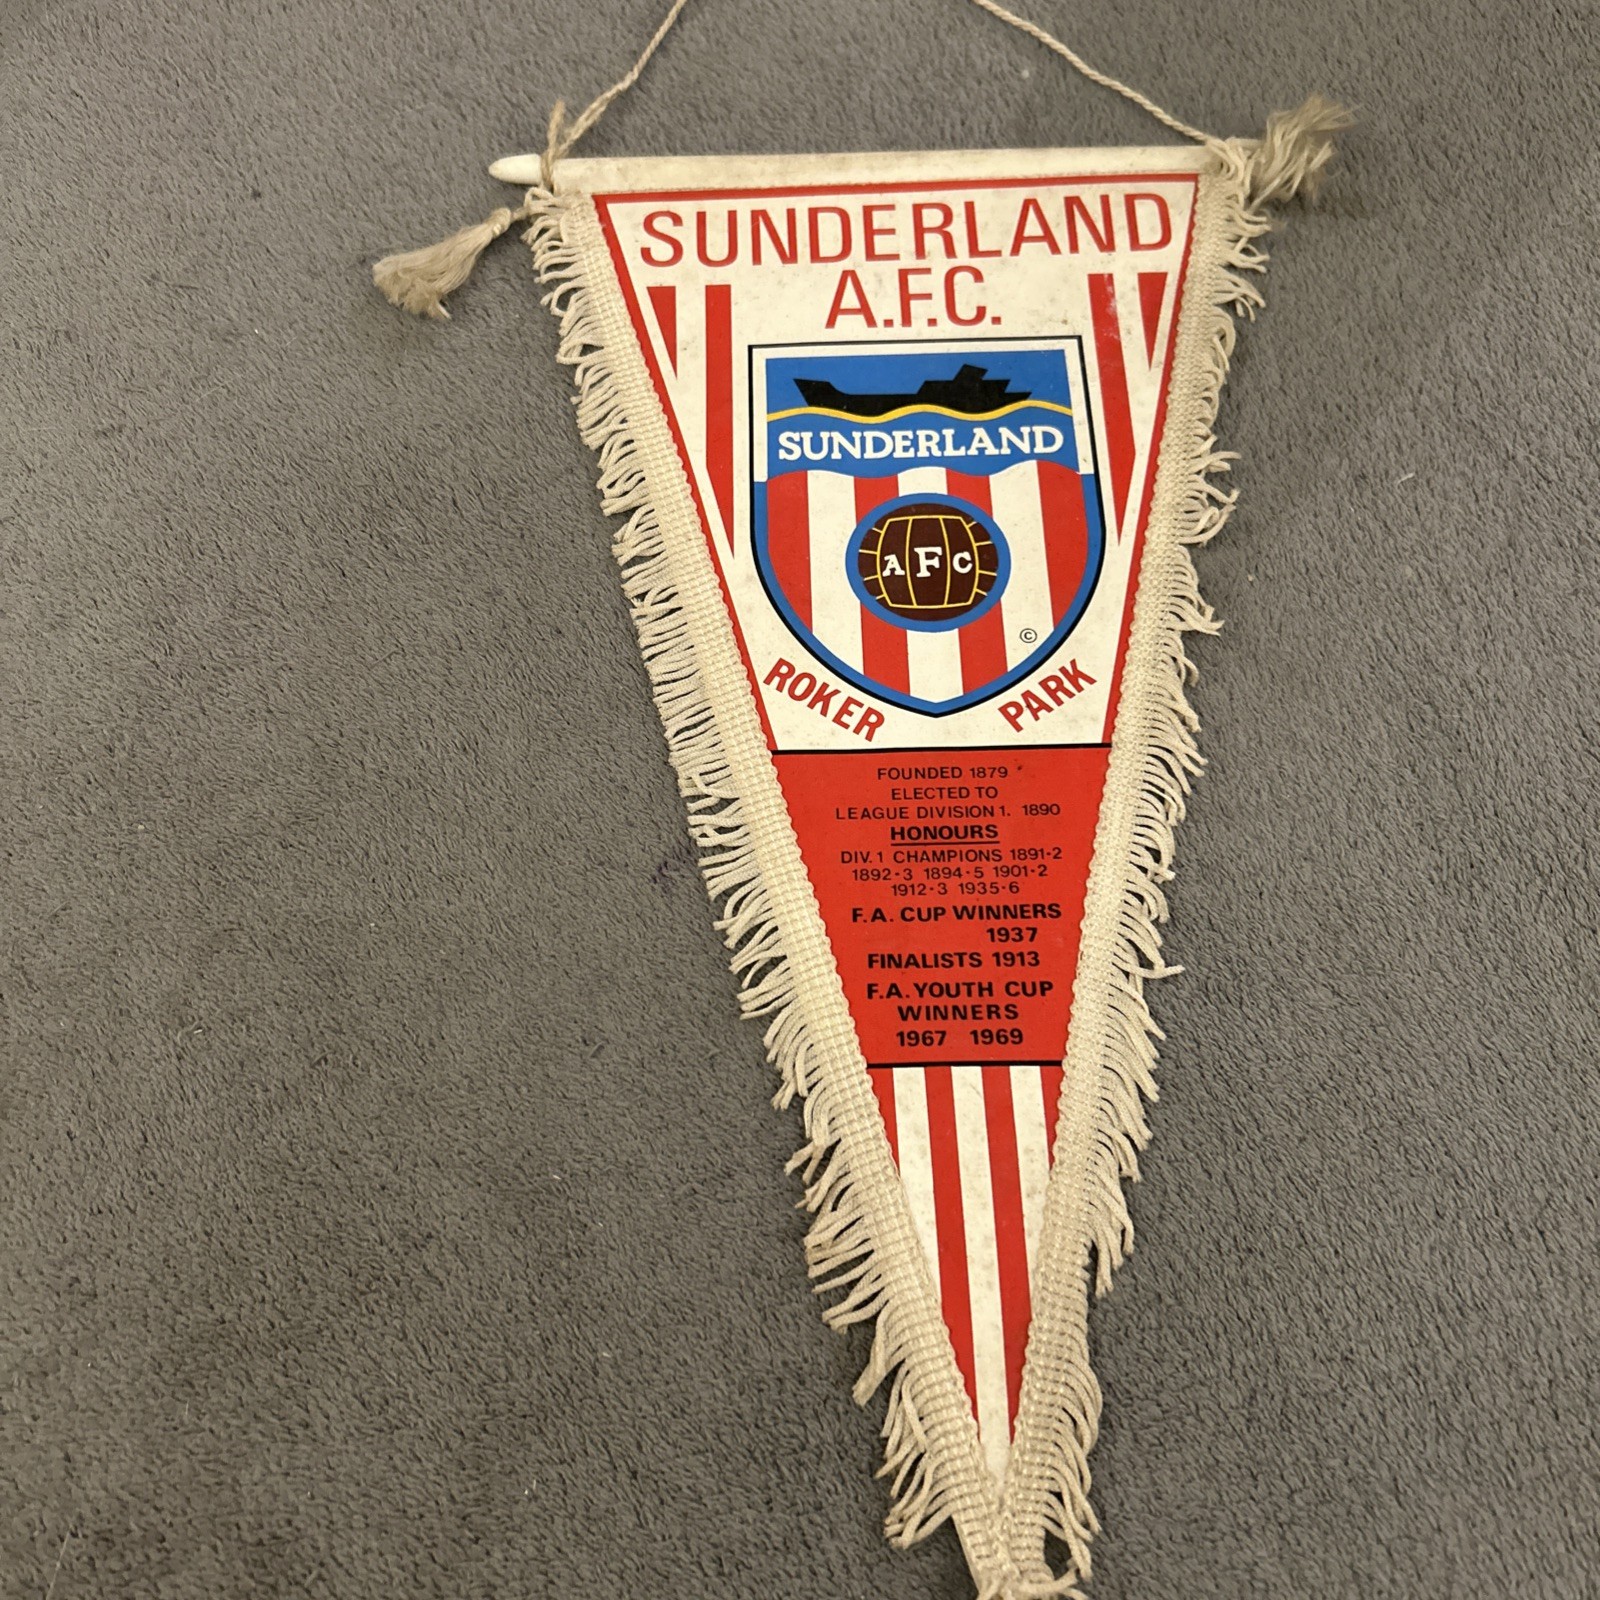 SUNDERLAND
A.F.C.
SUNDERLAND
A F C
©
ROKER PARK
FOUNDED 1879
ELECTED TO
LEAGUE DIVISION 1. 1890
HONOURS
DIV. 1 CHAMPIONS 1891-2
1892-3 1894-5 1901-2
1912-3 1935-6
F.A. CUP WINNERS
1937
FINALISTS 1913
F.A. YOUTH CUP
WINNERS
1967 1969